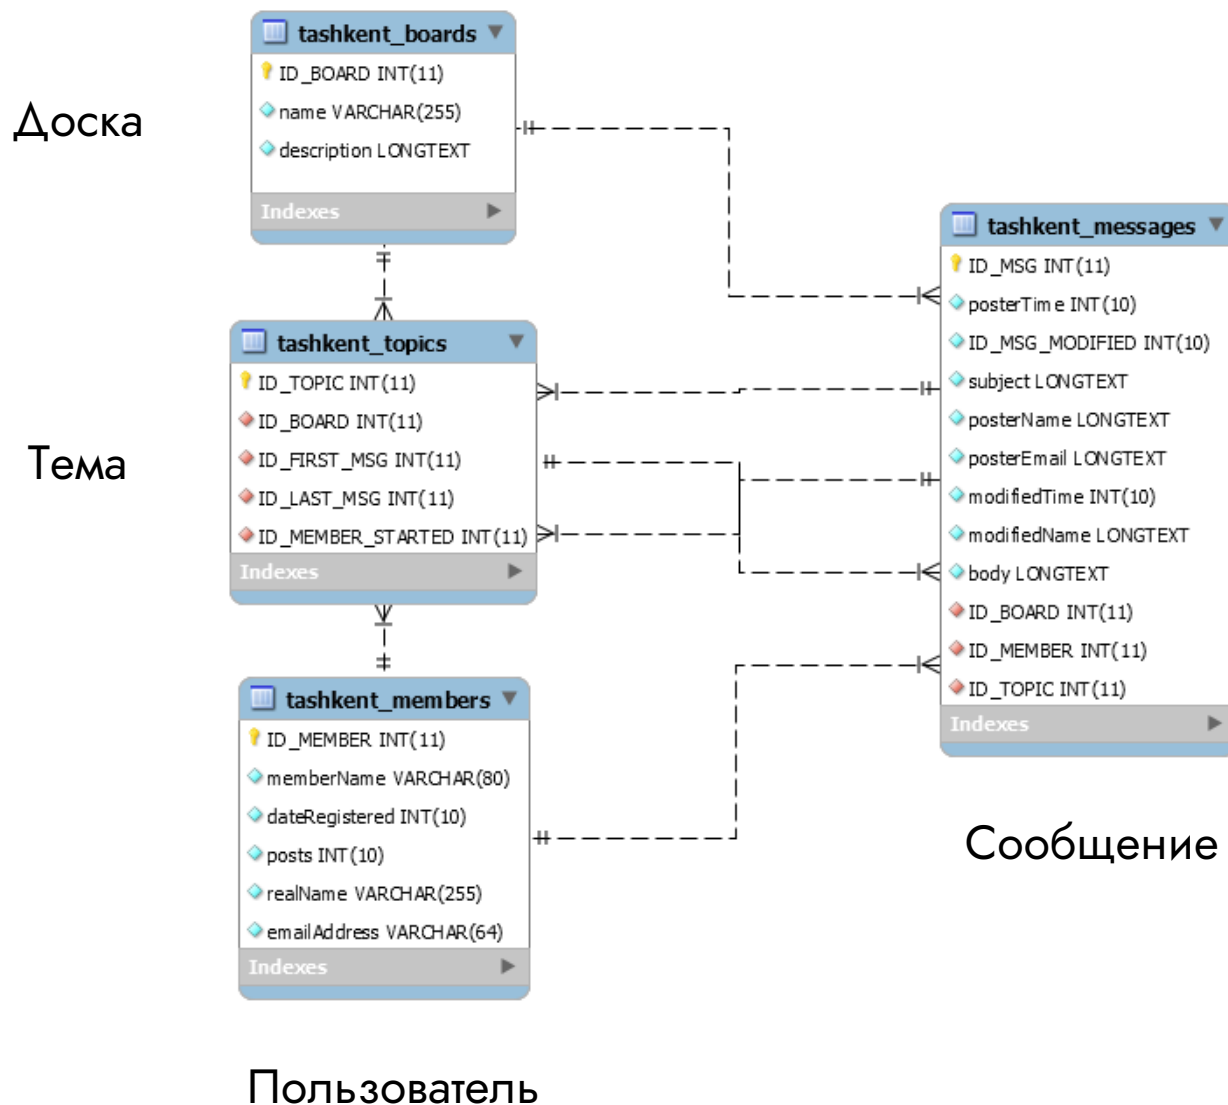 tashkent_boards
ID_BOARD INT(11)
name VARCHAR(255)
description LONGTEXT
Indexes
Доска
tashkent_topics
ID_TOPIC INT(11)
ID_BOARD INT(11)
ID_FIRST_MSG INT(11)
ID_LAST_MSG INT(11)
ID_MEMBER_STARTED INT(11)
Indexes
Тема
tashkent_members
ID_MEMBER INT(11)
memberName VARCHAR(80)
dateRegistered INT(10)
posts INT(10)
realName VARCHAR(255)
emailAddress VARCHAR(64)
Indexes
Пользователь
tashkent_messages
ID_MSG INT(11)
posterTime INT(10)
ID_MSG_MODIFIED INT(10)
subject LONGTEXT
posterName LONGTEXT
posterEmail LONGTEXT
modifiedTime INT(10)
modifiedName LONGTEXT
body LONGTEXT
ID_BOARD INT(11)
ID_MEMBER INT(11)
ID_TOPIC INT(11)
Indexes
Сообщение